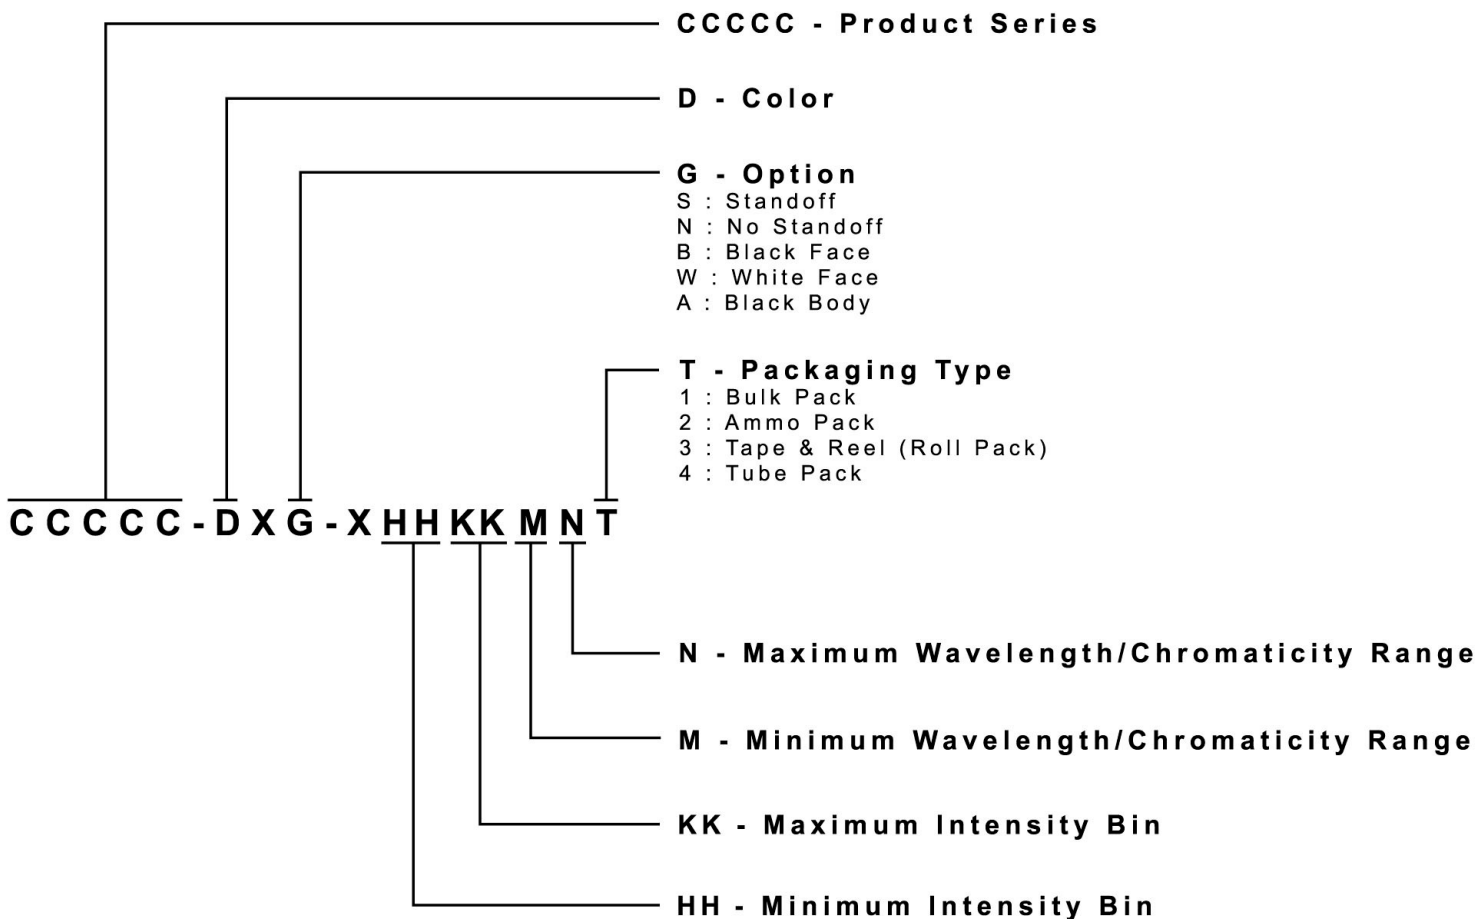 CCCCC - Product Series
D - Color
G - Option
S : Standoff
N : No Standoff
B : Black Face
W : White Face
A : Black Body
T - Packaging Type
1 : Bulk Pack
2 : Ammo Pack
3 : Tape & Reel (Roll Pack)
4 : Tube Pack
CCCCC-DXG-XHHKKMNT
N - Maximum Wavelength/Chromaticity Range
M - Minimum Wavelength/Chromaticity Range
KK - Maximum Intensity Bin
HH - Minimum Intensity Bin